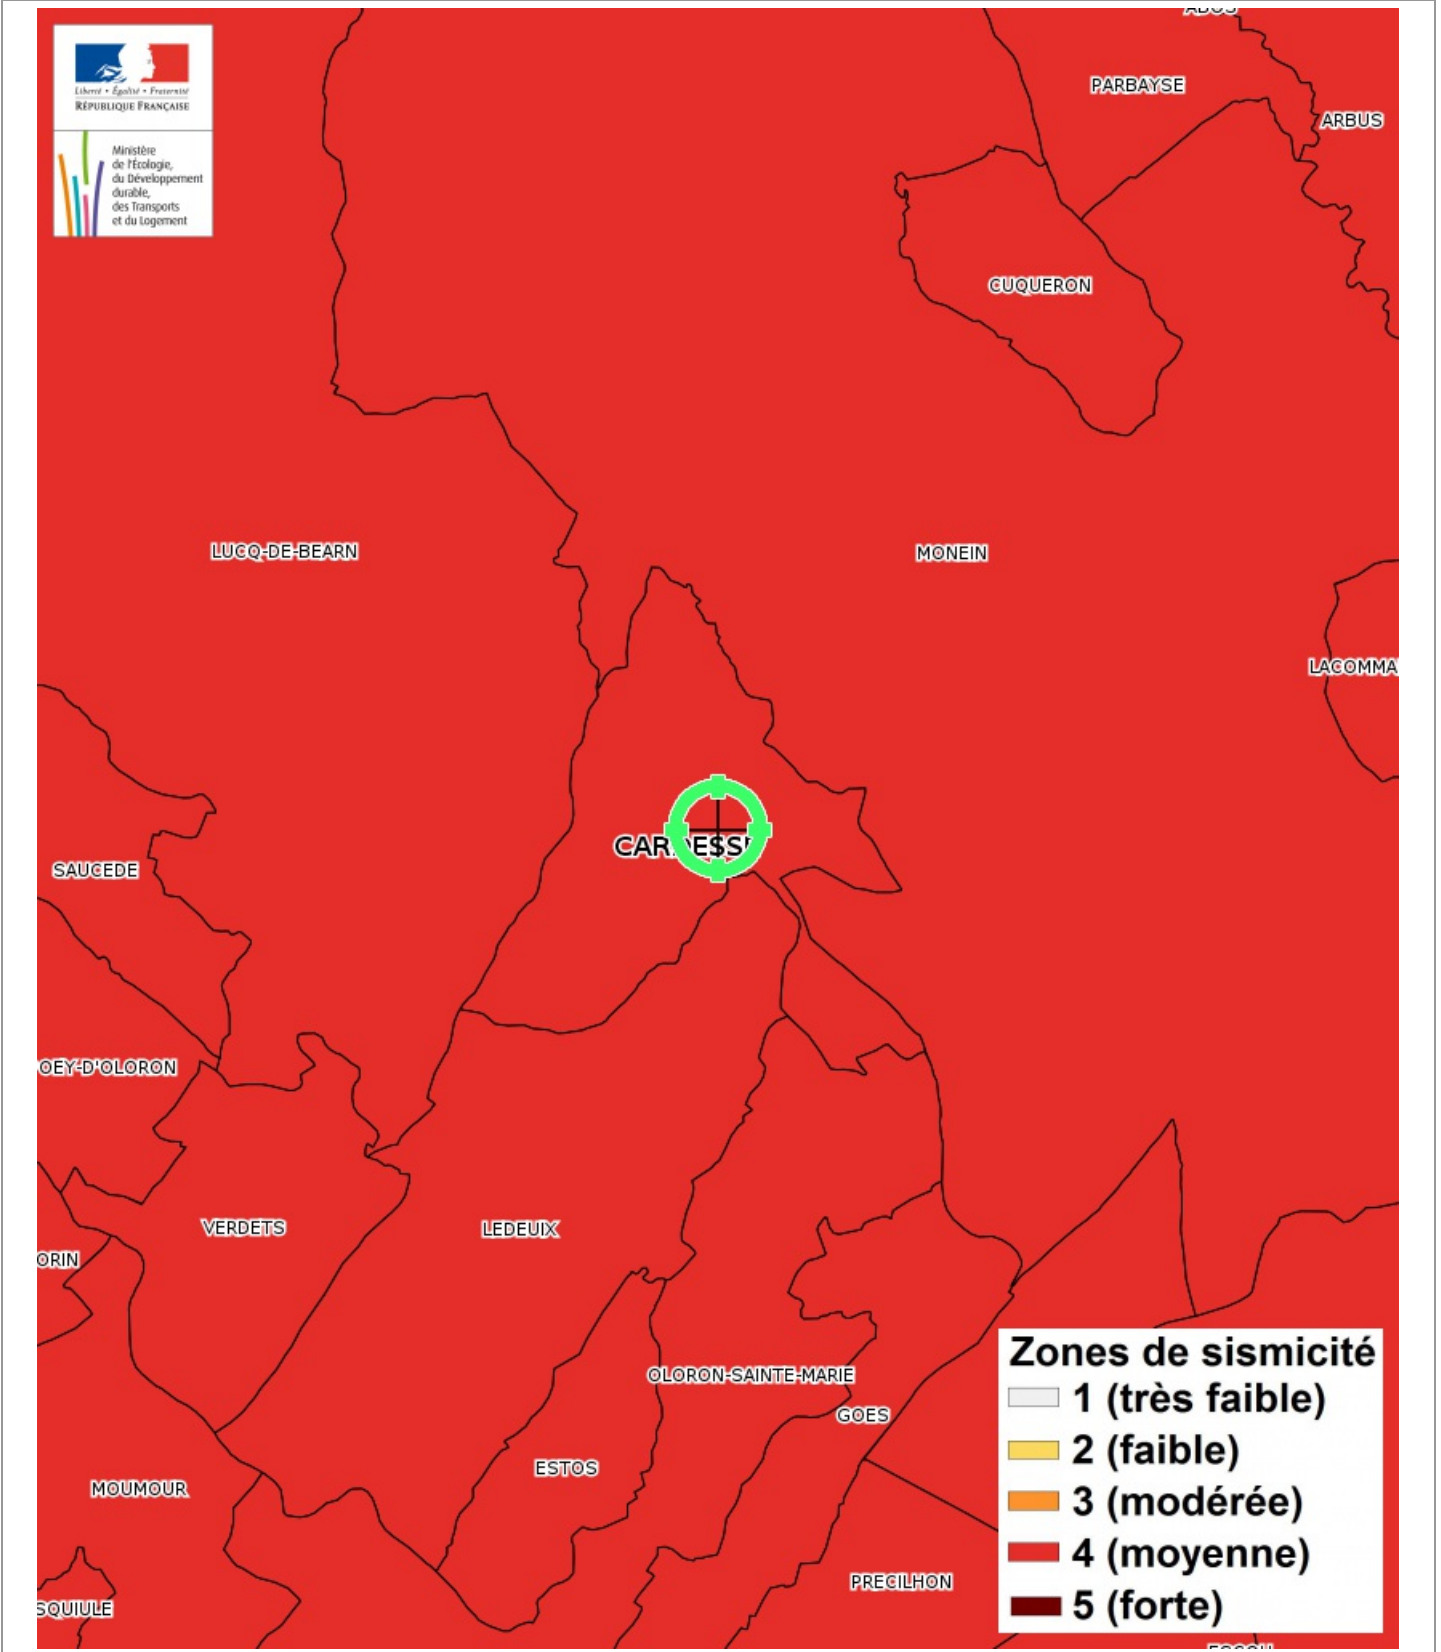 ABOS
Liberté • Égalité • Fraternité
RÉPUBLIQUE FRANÇAISE
PARBAYSE
ARBUS
Ministère
de l'Écologie,
du Développement
durable,
des Transports
et du Logement
CUQUERON
LUCQ-DE-BEARN
MONEIN
LACOMMA
CARDESSE
SAUCEDE
OEY-D'OLORON
VERDETS
LEDEUIX
ORIN
OLORON-SAINTE-MARIE
GOES
ESTOS
MOUMOUR
PRECILHON
SQUIULE
Zones de sismicité
1 (très faible)
2 (faible)
3 (modérée)
4 (moyenne)
5 (forte)